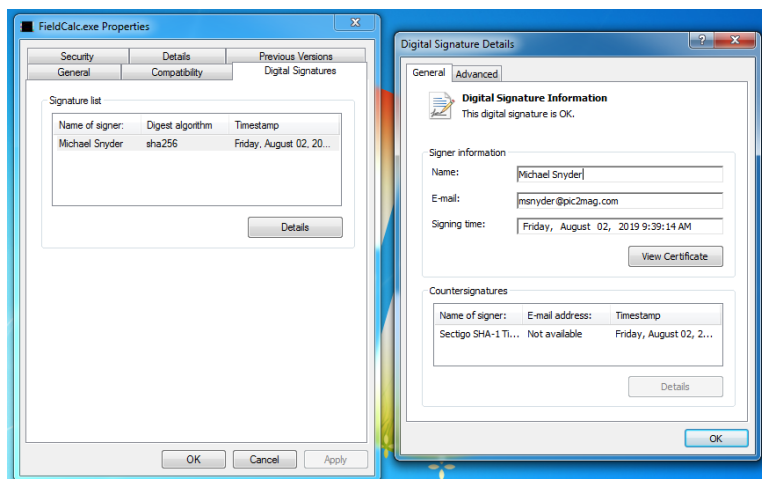 FieldCalc.exe Properties
Security Details Previous Versions
General Compatibility Digital Signatures
Signature list
Name of signer: Digest algorithm Timestamp
Michael Snyder sha256 Friday, August 02, 20...
Details
OK Cancel Apply
Digital Signature Details
General Advanced
Digital Signature Information
This digital signature is OK.
Signer information
Name: Michael Snyder
E-mail: msnyder@pic2mag.com
Signing time: Friday, August 02, 2019 9:39:14 AM
View Certificate
Countersignatures
Name of signer: E-mail address: Timestamp
Sectigo SHA-1 Ti... Not available Friday, August 02, 2...
Details
OK